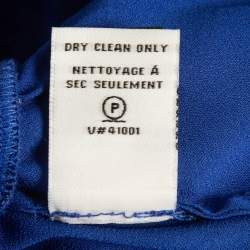 DRY CLEAN ONLY
NETTOYAGE Á
SEC SEULEMENT
P
V#41001